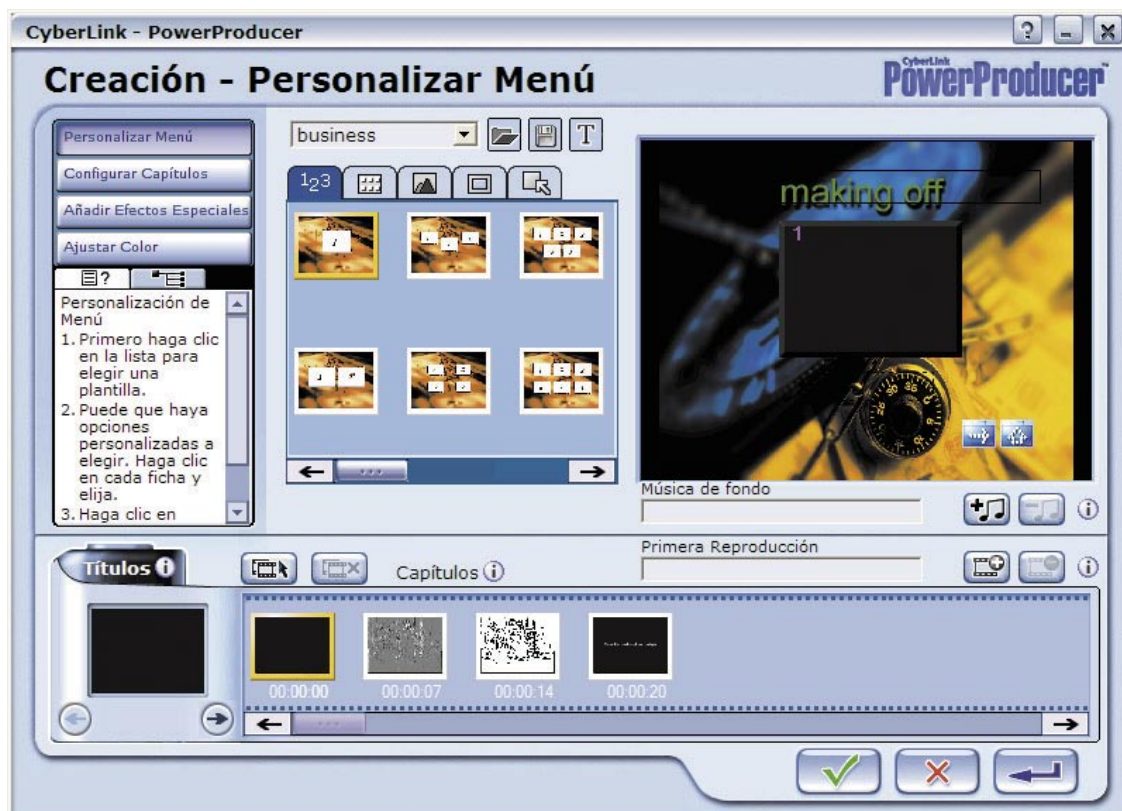 CyberLink - PowerProducer
Creación - Personalizar Menú
CyberLink
PowerProducer
Personalizar Menú
Configurar Capítulos
Añadir Efectos Especiales
Ajustar Color
Personalización de
Menú
1. Primero haga clic
en la lista para
elegir una
plantilla.
2. Puede que haya
opciones
personalizadas a
elegir. Haga clic
en cada ficha y
elija.
3. Haga clic en
business
T
123
making off
1
Música de fondo
Primera Reproducción
Títulos
Capítulos
00:00:00
00:00:07
00:00:14
00:00:20